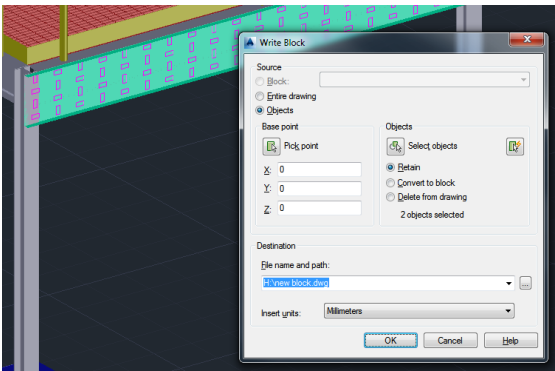 Write Block
Source
Block:
Entire drawing
Objects
Base point
Pick point
X: 0
Y: 0
Z: 0
Objects
Select objects
Retain
Convert to block
Delete from drawing
2 objects selected
Destination
File name and path:
H:\new block.dwg
...
Insert units: Millimeters
OK Cancel Help